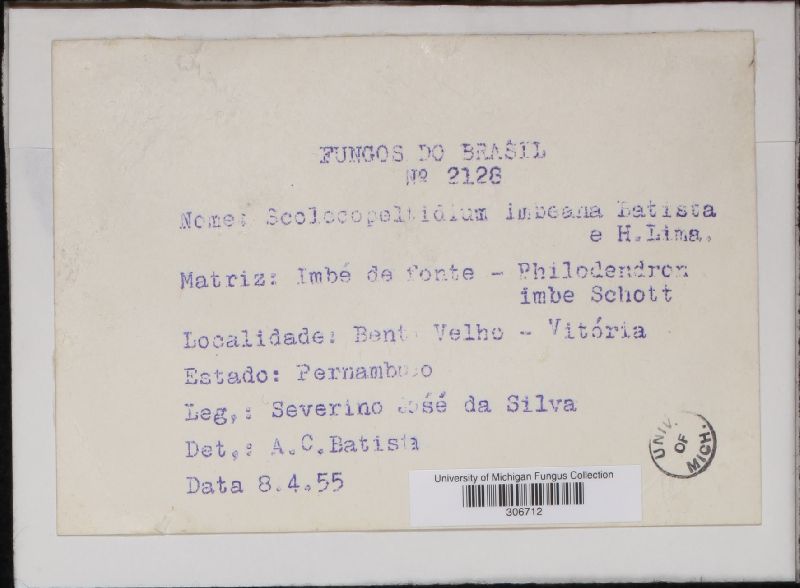 FUNGOS DO BRASIL
Nº 2128
Nome: Scolocopeltidium imbeana Batista
e H.Lima.
Matriz: Imbé de fonte - Philodendron
imbe Schott
Localidade: Bento Velho - Vitória
Estado: Pernambuco
Leg,: Severino José da Silva
Det,: A.C.Batista
Data 8.4.55
UNIV. OF MICH.
University of Michigan Fungus Collection
306712